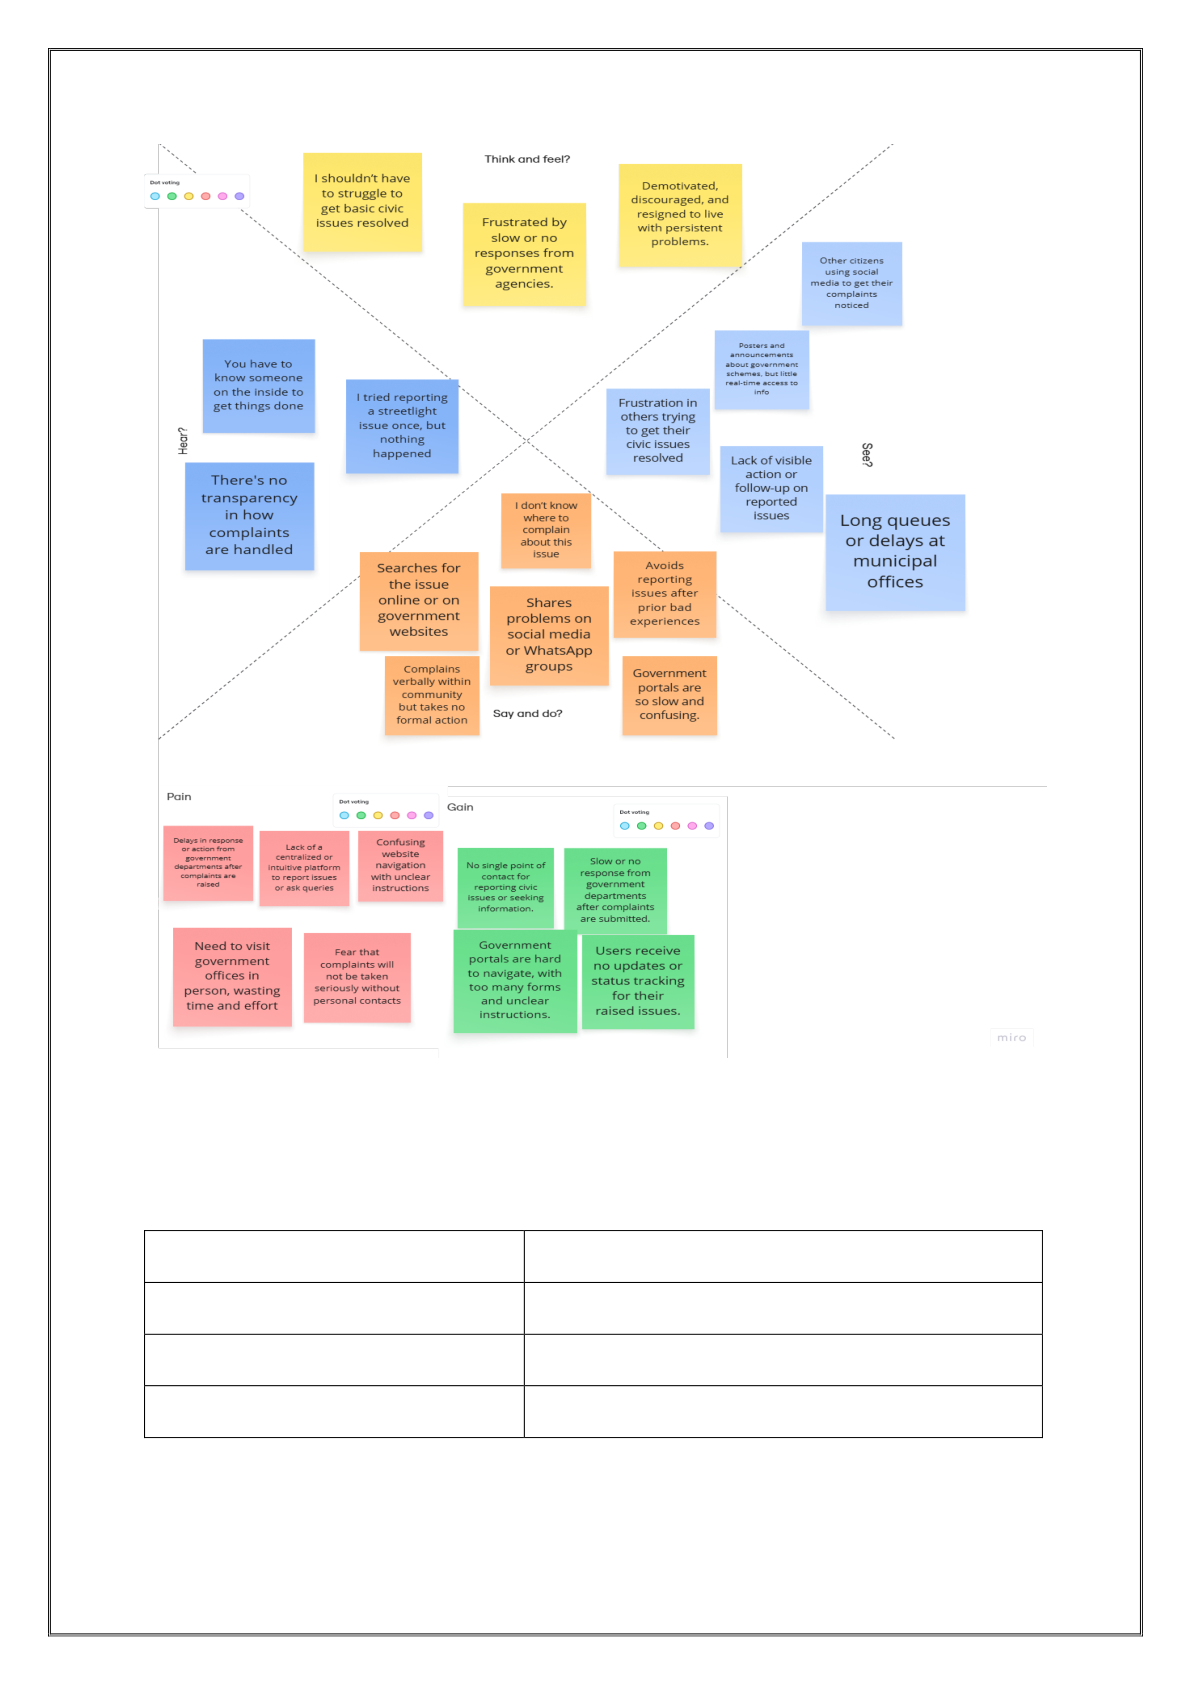 Think and feel?
Dot voting
I shouldn't have
to struggle to
get basic civic
issues resolved
Frustrated by
slow or no
responses from
government
agencies.
Demotivated,
discouraged, and
resigned to live
with persistent
problems.
Other citizens
using social
media to get their
complaints
noticed
Posters and
announcements
about government
schemes, but little
real-time access to
info
Frustration in
others trying
to get their
civic issues
resolved
See?
Lack of visible
action or
follow-up on
reported
issues
Long queues
or delays at
municipal
offices
You have to
know someone
on the inside to
get things done
I tried reporting
a streetlight
issue once, but
nothing
happened
Hear?
There's no
transparency
in how
complaints
are handled
I don't know
where to
complain
about this
issue
Searches for
the issue
online or on
government
websites
Shares
problems on
social media
or WhatsApp
groups
Avoids
reporting
issues after
prior bad
experiences
Complains
verbally within
community
but takes no
formal action
Say and do?
Government
portals are
so slow and
confusing.
Pain
Dot voting
Delays in response
or action from
government
departments after
complaints are
raised
Lack of a
centralized or
intuitive platform
to report issues
or ask queries
Confusing
website
navigation
with unclear
instructions
Need to visit
government
offices in
person, wasting
time and effort
Fear that
complaints will
not be taken
seriously without
personal contacts
Gain
Dot voting
No single point of
contact for
reporting civic
issues or seeking
information.
Slow or no
response from
government
departments
after complaints
are submitted.
Government
portals are hard
to navigate, with
too many forms
and unclear
instructions.
Users receive
no updates or
status tracking
for their
raised issues.
miro